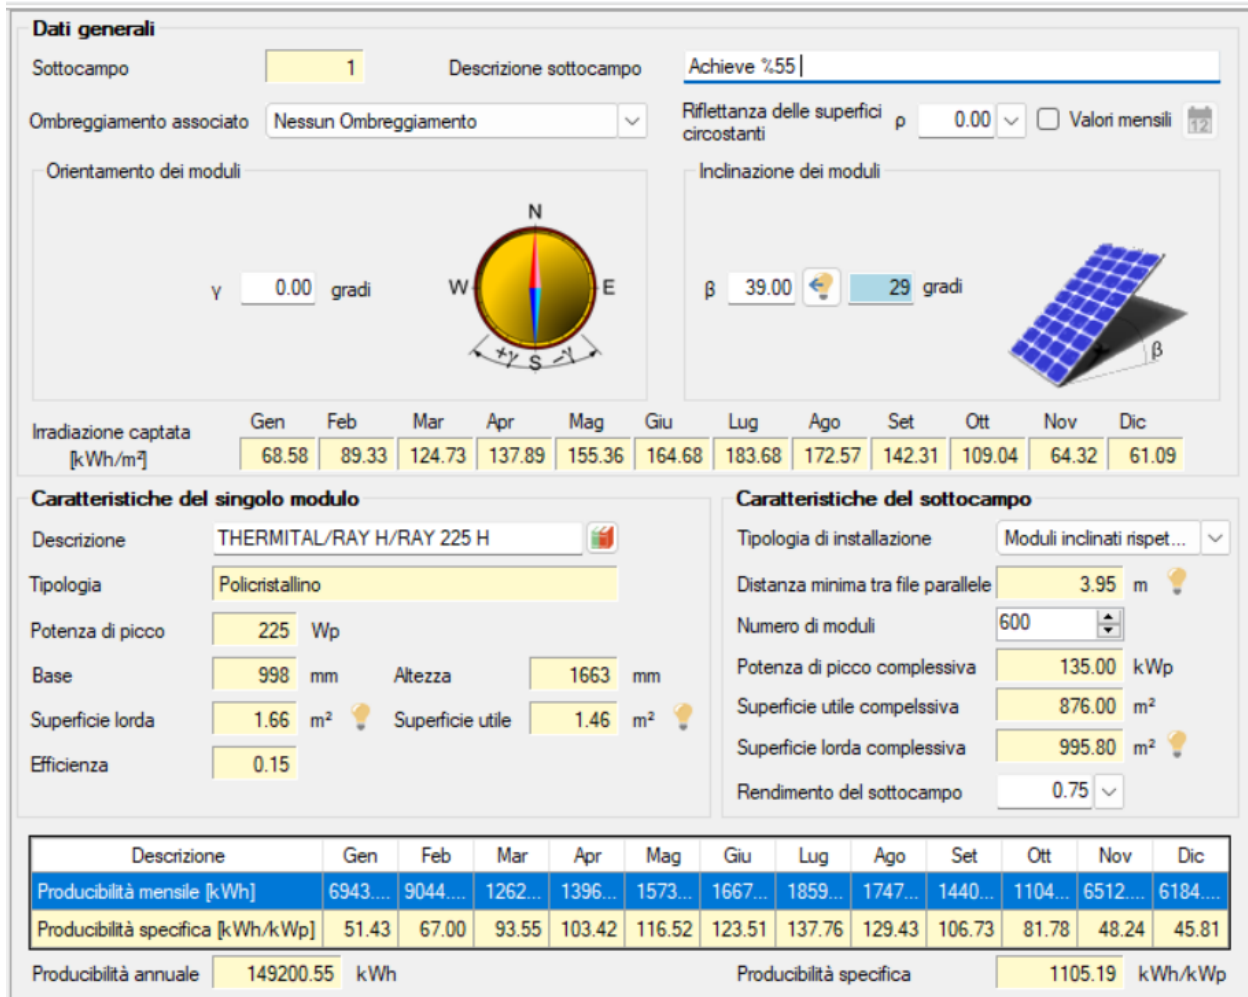 Dati generali
Sottocampo 1 Descrizione sottocampo Achieve %55
Ombreggiamento associato Nessun Ombreggiamento Riflettanza delle superfici circostanti ρ 0.00 Valori mensili 12
Orientamento dei moduli Inclinazione dei moduli
N
γ 0.00 gradi W E β 39.00 29 gradi
+γ S -γ β
Gen Feb Mar Apr Mag Giu Lug Ago Set Ott Nov Dic
Irradiazione captata [kWh/m²] 68.58 89.33 124.73 137.89 155.36 164.68 183.68 172.57 142.31 109.04 64.32 61.09
Caratteristiche del singolo modulo
Descrizione THERMITAL/RAY H/RAY 225 H
Tipologia Policristallino
Potenza di picco 225 Wp
Base 998 mm Altezza 1663 mm
Superficie lorda 1.66 m² Superficie utile 1.46 m²
Efficienza 0.15
Caratteristiche del sottocampo
Tipologia di installazione Moduli inclinati rispet...
Distanza minima tra file parallele 3.95 m
Numero di moduli 600
Potenza di picco complessiva 135.00 kWp
Superficie utile compelssiva 876.00 m²
Superficie lorda complessiva 995.80 m²
Rendimento del sottocampo 0.75
Descrizione Gen Feb Mar Apr Mag Giu Lug Ago Set Ott Nov Dic
Producibilità mensile [kWh] 6943.... 9044.... 1262... 1396... 1573... 1667... 1859... 1747... 1440... 1104... 6512.... 6184....
Producibilità specifica [kWh/kWp] 51.43 67.00 93.55 103.42 116.52 123.51 137.76 129.43 106.73 81.78 48.24 45.81
Producibilità annuale 149200.55 kWh Producibilità specifica 1105.19 kWh/kWp